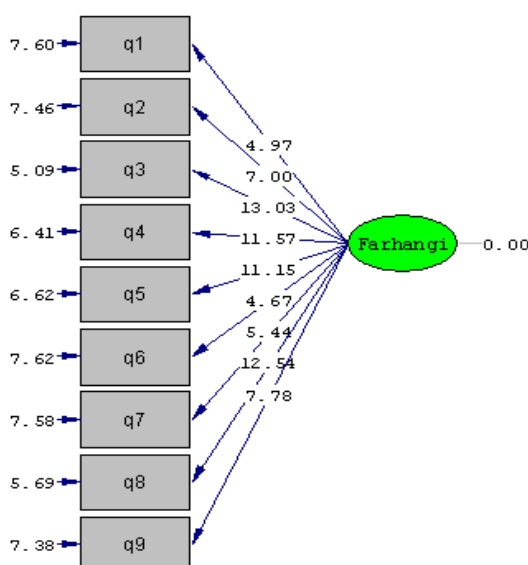 7.60 q1
7.46 q2
4.97
7.00
5.09 q3
13.03
6.41 q4
11.57
Farhangi 0.00
11.15
6.62 q5
4.67
5.44
7.62 q6
12.54
7.78
7.58 q7
5.69 q8
7.38 q9